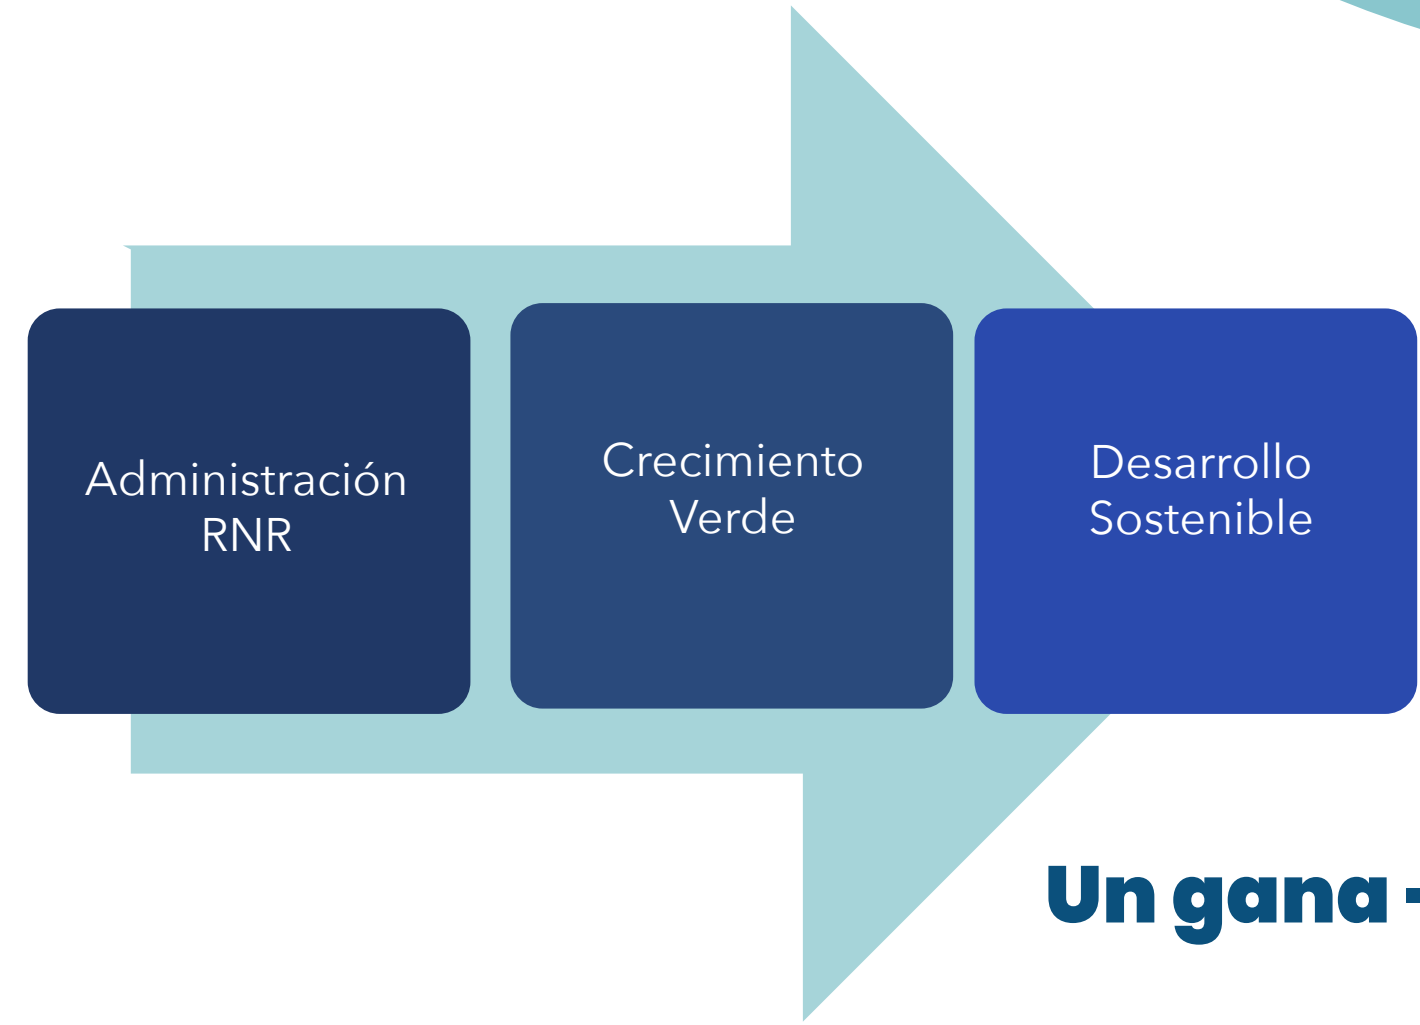 Administración
RNR
Crecimiento
Verde
Desarrollo
Sostenible
Un gana -